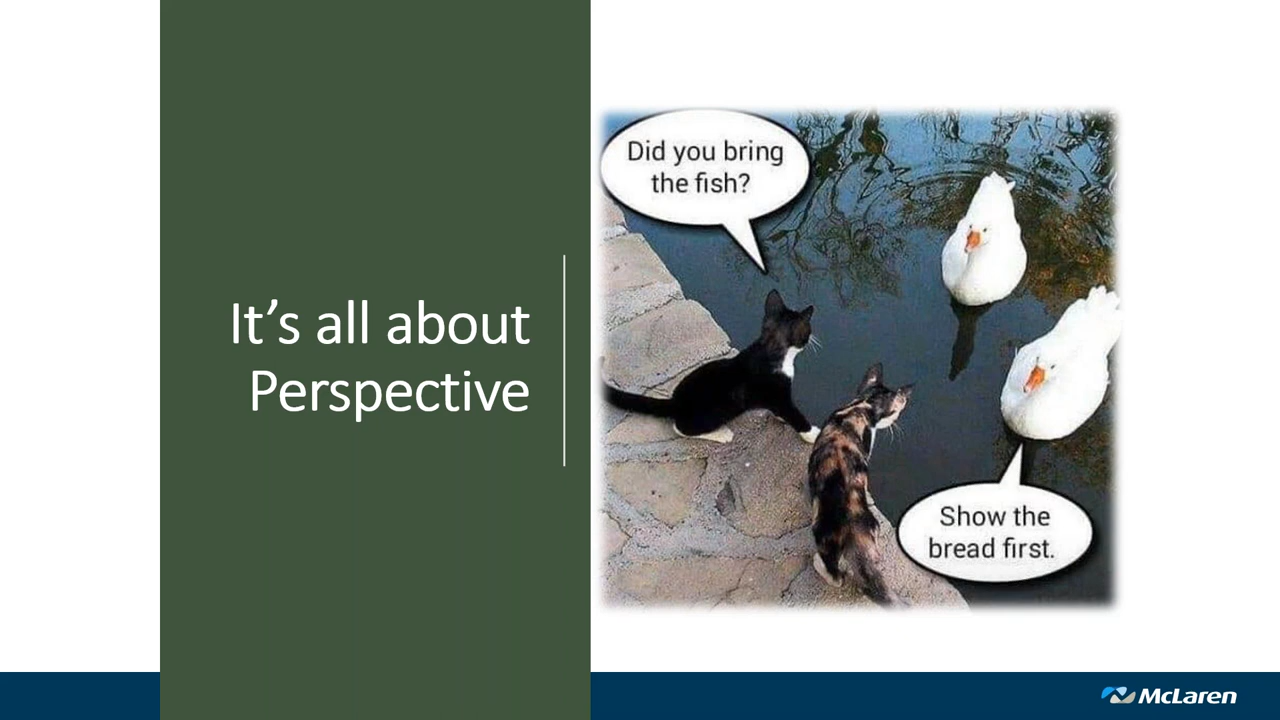 It's all about
Perspective
Did you bring
the fish?
Show the
bread first.
McLaren